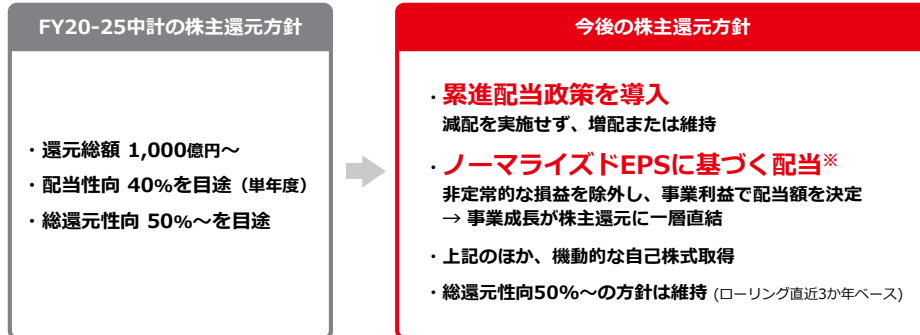 FY20-25中計の株主還元方針
・還元総額 1,000億円～
・配当性向 40%を目途（単年度）
・総還元性向 50%～を目途
今後の株主還元方針
・累進配当政策を導入
減配を実施せず、増配または維持
・ノーマライズドEPSに基づく配当※
非定常的な損益を除外し、事業利益で配当額を決定
→ 事業成長が株主還元に一層直結
・上記のほか、機動的な自己株式取得
・総還元性向50%～の方針は維持 (ローリング直近3か年ベース)